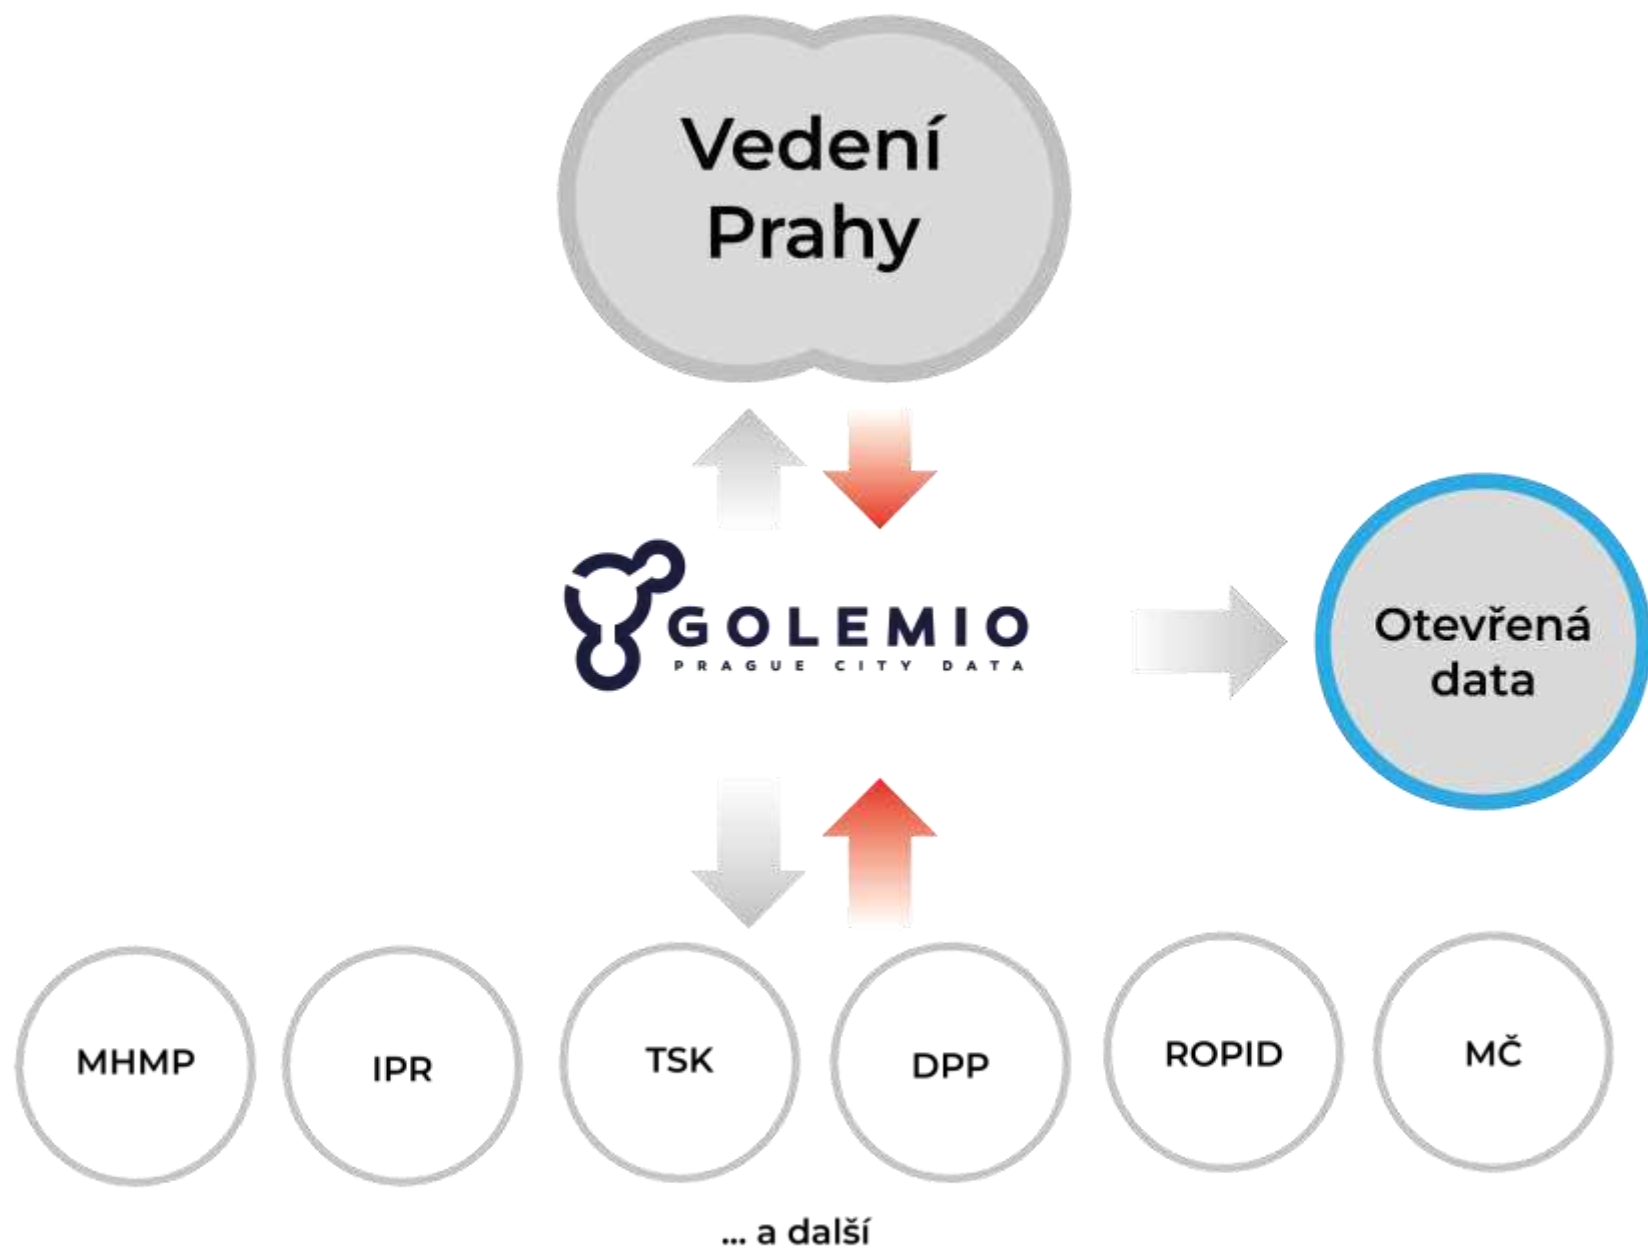 Vedení
Prahy
GOLEMIO
PRAGUE CITY DATA
Otevřená
data
MHMP
IPR
TSK
DPP
ROPID
MČ
... a další